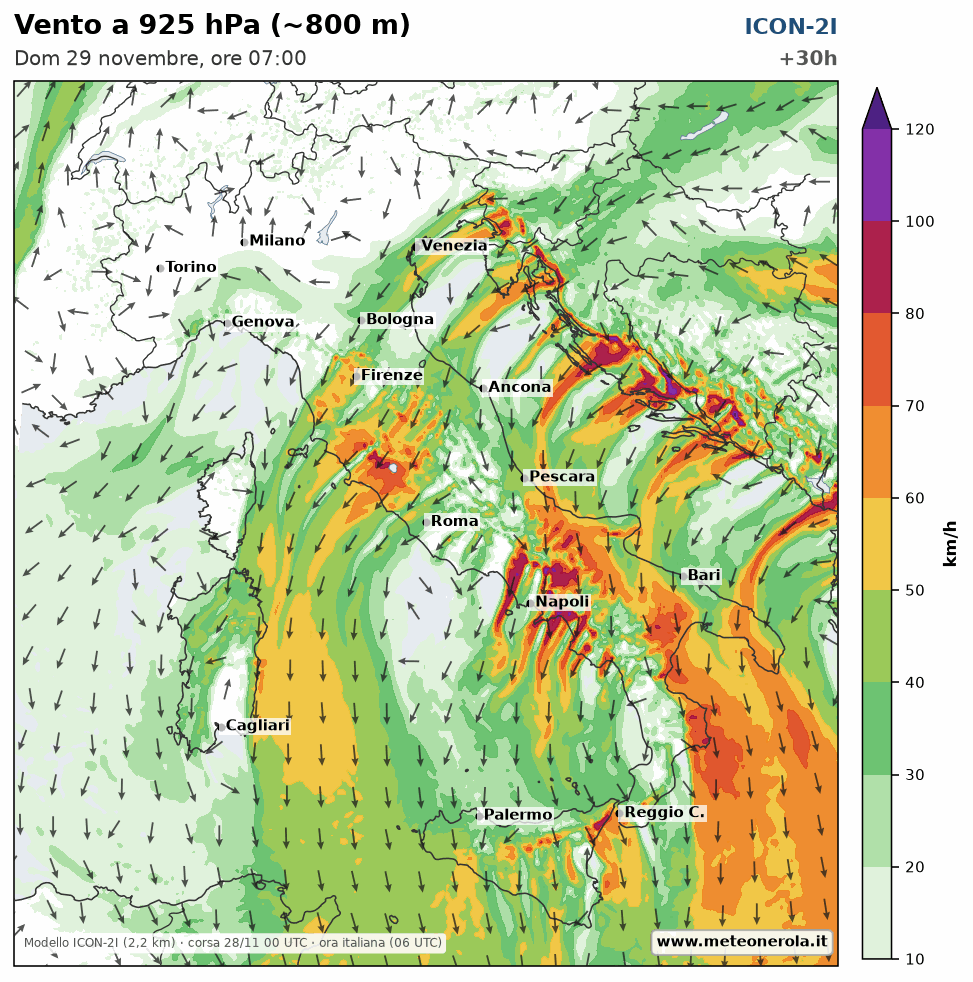 Vento a 925 hPa (~800 m)
ICON-2I
Dom 29 novembre, ore 07:00
+30h
Milano
Torino
Venezia
Genova
Bologna
Firenze
Ancona
Pescara
Roma
Bari
Napoli
Cagliari
Palermo
Reggio C.
120
100
80
70
60
50
40
30
20
10
km/h
Modello ICON-2I (2,2 km) · corsa 28/11 00 UTC · ora italiana (06 UTC)
www.meteonerola.it